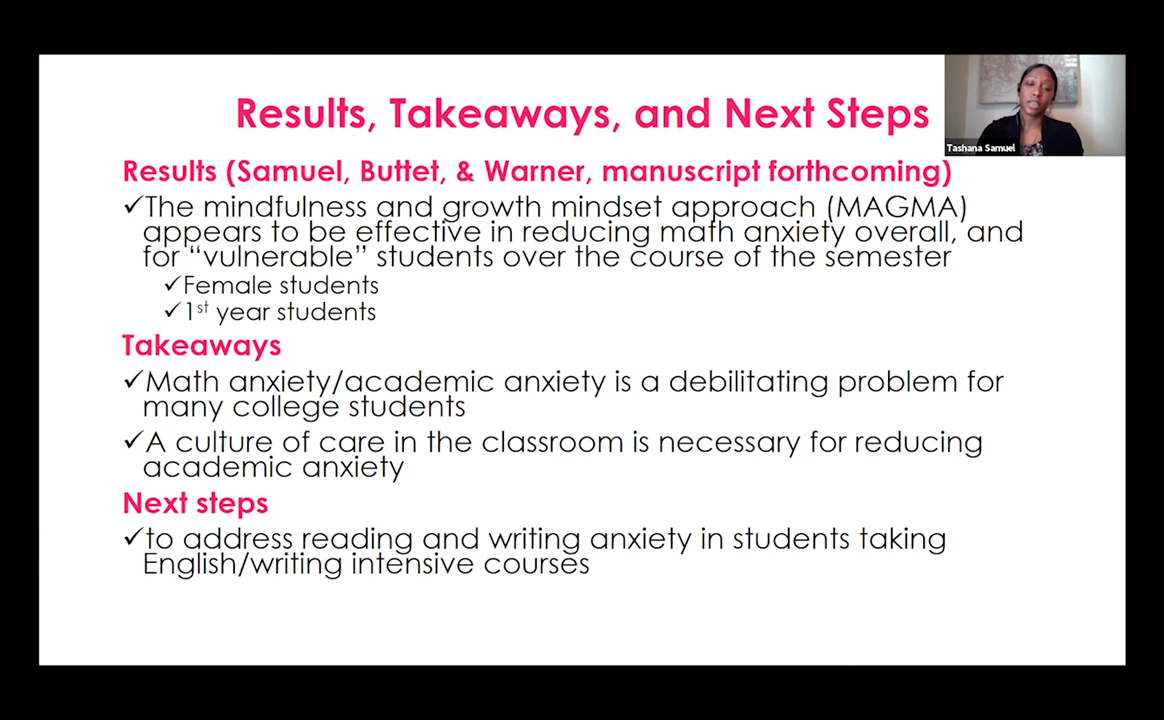 Results, Takeaways, and Next Steps
Tashana Samuel
Results (Samuel, Buttet, & Warner, manuscript forthcoming)
✓The mindfulness and growth mindset approach (MAGMA)
appears to be effective in reducing math anxiety overall, and
for “vulnerable” students over the course of the semester
✓Female students
✓1st year students
Takeaways
✓Math anxiety/academic anxiety is a debilitating problem for
many college students
✓A culture of care in the classroom is necessary for reducing
academic anxiety
Next steps
✓to address reading and writing anxiety in students taking
English/writing intensive courses